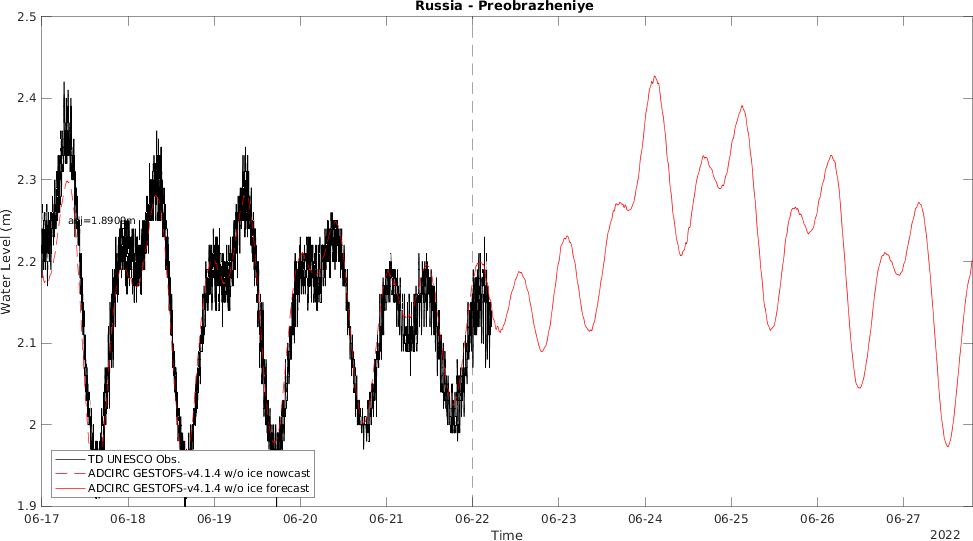 Russia - Preobrazheniye
2.5
2.4
2.3
2.2
2.1
2
1.9
Water Level (m)
TD UNESCO Obs.
ADCIRC GESTOFS-v4.1.4 w/o ice nowcast
ADCIRC GESTOFS-v4.1.4 w/o ice forecast
06-17 06-18 06-19 06-20 06-21 06-22 06-23 06-24 06-25 06-26 06-27
Time
2022